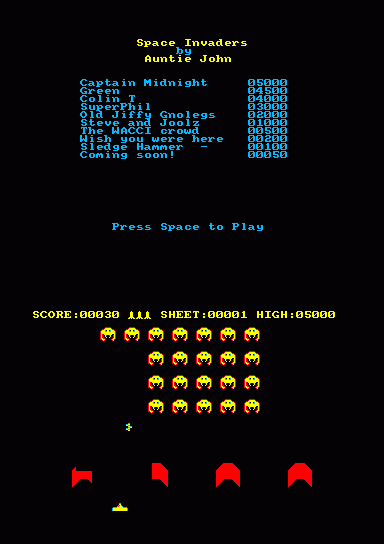 Space Invaders
by
Auntie John
Captain Midnight 05000
Green 04500
Colin T 04000
SuperPhil 03000
Old Jiffy Gnolegs 02000
Steve and Joolz 01000
The WACCI crowd 00500
Wish you were here 00200
Sledge Hammer - 00100
Coming soon! 00050
Press Space to Play
SCORE:00030 SHEET:00001 HIGH:05000